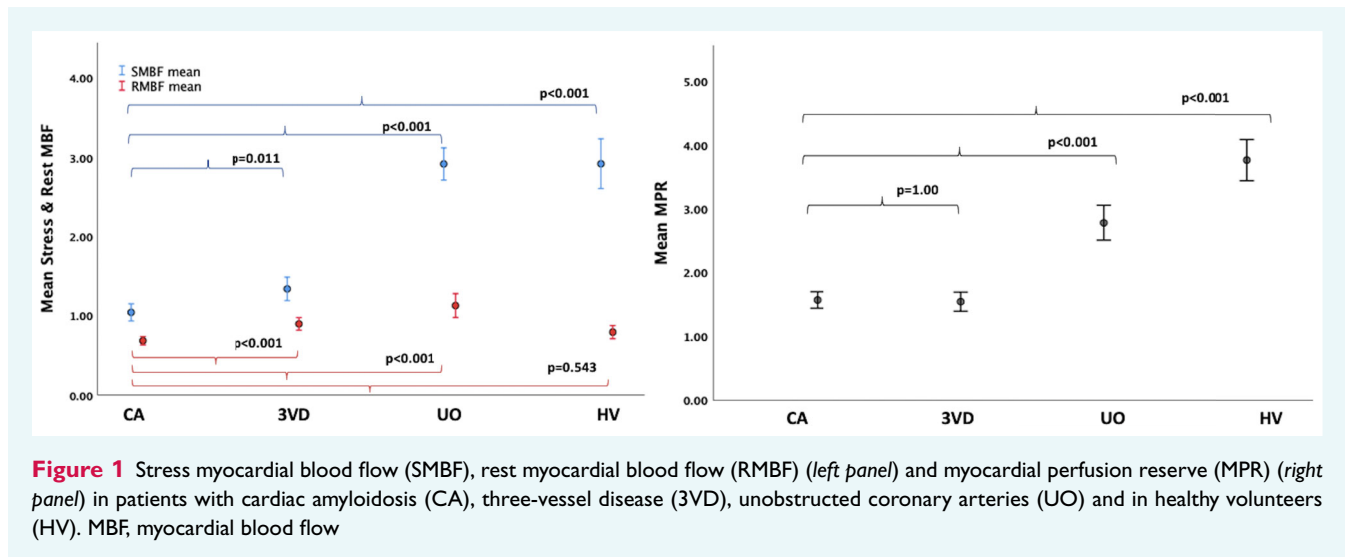 4.00
SMBF mean
RMBF mean
p<0.001
p<0.001
p=0.011
3.00
2.00
1.00
p<0.001
p<0.001
p=0.543
0.00
Mean Stress & Rest MBF
CA 3VD UO HV
5.00
p<0.001
4.00
p<0.001
p=1.00
3.00
2.00
1.00
0.00
Mean MPR
CA 3VD UO HV
Figure 1 Stress myocardial blood flow (SMBF), rest myocardial blood flow (RMBF) (left panel) and myocardial perfusion reserve (MPR) (right
panel) in patients with cardiac amyloidosis (CA), three-vessel disease (3VD), unobstructed coronary arteries (UO) and in healthy volunteers
(HV). MBF, myocardial blood flow